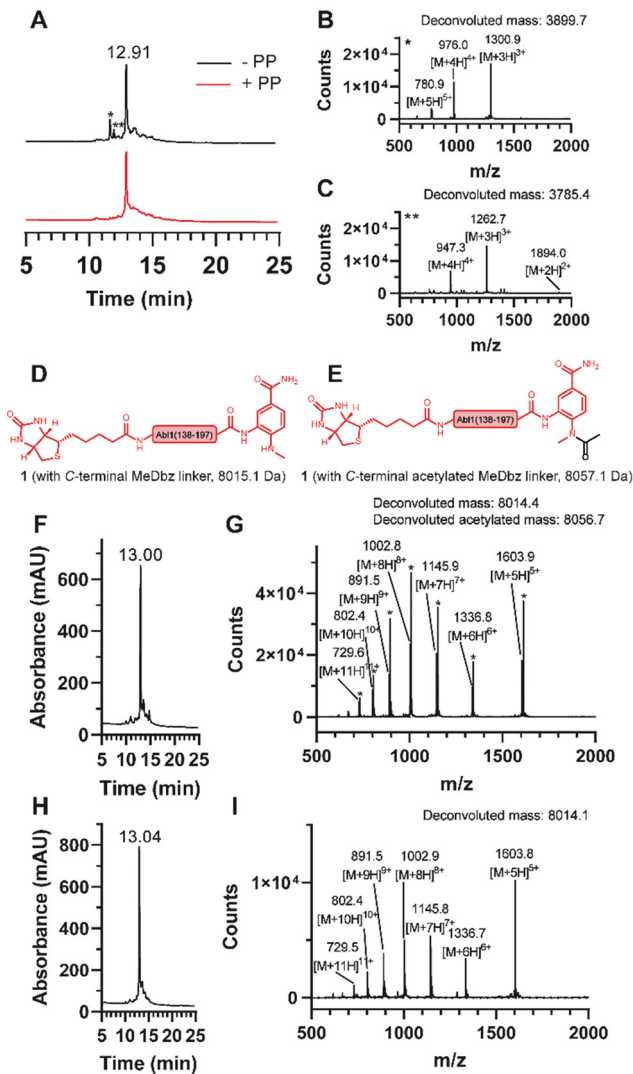 A
12.91
- PP
+ PP
*
**
5 10 15 20 25
Time (min)
B
Deconvoluted mass: 3899.7
*
1300.9
[M+3H]3+
976.0
[M+4H]4+
780.9
[M+5H]5+
Counts
2×10⁴
1×10⁴
0
500 1000 1500 2000
m/z
C
Deconvoluted mass: 3785.4
**
1262.7
[M+3H]3+
947.3
[M+4H]4+
1894.0
[M+2H]2+
Counts
2×10⁴
1×10⁴
0
500 1000 1500 2000
m/z
D
O
HN
NH
H
H
S
O
N
H
Abl1(138-197)
O
N
H
O
NH₂
NH
1 (with C-terminal MeDbz linker, 8015.1 Da)
E
O
HN
NH
H
H
S
O
N
H
Abl1(138-197)
O
N
H
O
NH₂
N
O
1 (with C-terminal acetylated MeDbz linker, 8057.1 Da)
F
13.00
Absorbance (mAU)
600
400
200
0
5 10 15 20 25
Time (min)
G
Deconvoluted mass: 8014.4
Deconvoluted acetylated mass: 8056.7
1002.8
[M+8H]8+
891.5
[M+9H]9+
802.4
[M+10H]10+
729.6
[M+11H]11+
1145.9
[M+7H]7+
1336.8
[M+6H]6+
1603.9
[M+5H]5+
* * * * * * *
Counts
4×10⁴
2×10⁴
0
500 1000 1500 2000
m/z
H
13.04
Absorbance (mAU)
800
600
400
200
0
5 10 15 20 25
Time (min)
I
Deconvoluted mass: 8014.1
891.5
[M+9H]9+
1002.9
[M+8H]8+
1603.8
[M+5H]5+
802.4
[M+10H]10+
1145.8
[M+7H]7+
729.5
[M+11H]11+
1336.7
[M+6H]6+
Counts
1×10⁴
0
500 1000 1500 2000
m/z